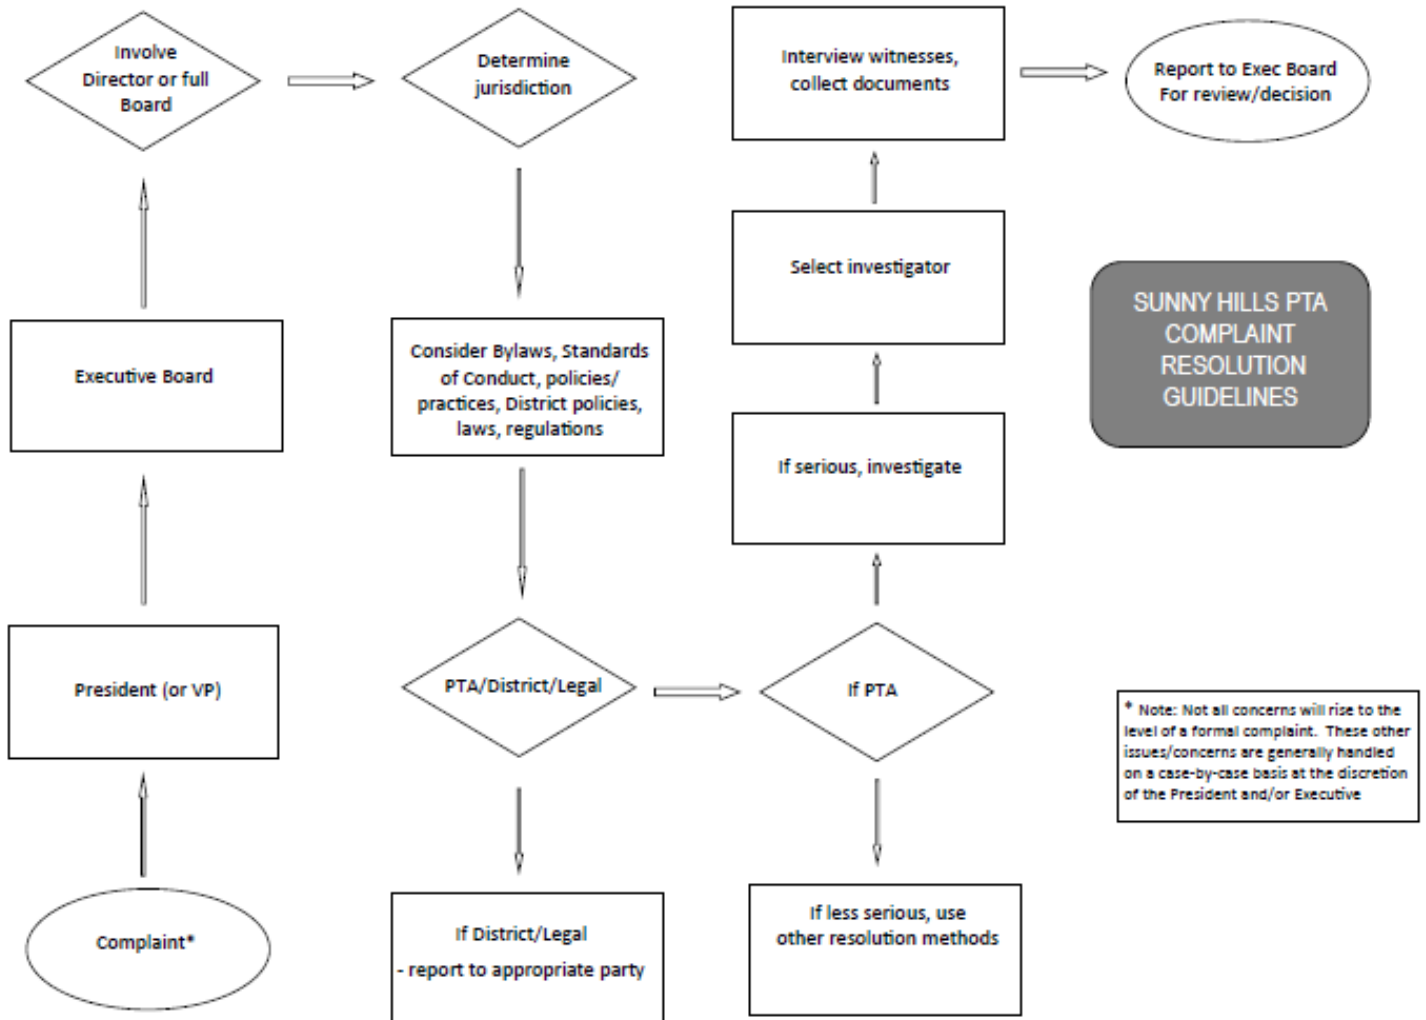 Involve
Director or full
Board
Determine
jurisdiction
Interview witnesses,
collect documents
Report to Exec Board
For review/decision
Select investigator
SUNNY HILLS PTA
COMPLAINT
RESOLUTION
GUIDELINES
Executive Board
Consider Bylaws, Standards
of Conduct, policies/
practices, District policies,
laws, regulations
If serious, investigate
President (or VP)
PTA/District/Legal
If PTA
* Note: Not all concerns will rise to the
level of a formal complaint. These other
issues/concerns are generally handled
on a case-by-case basis at the discretion
of the President and/or Executive
Complaint*
If District/Legal
- report to appropriate party
If less serious, use
other resolution methods